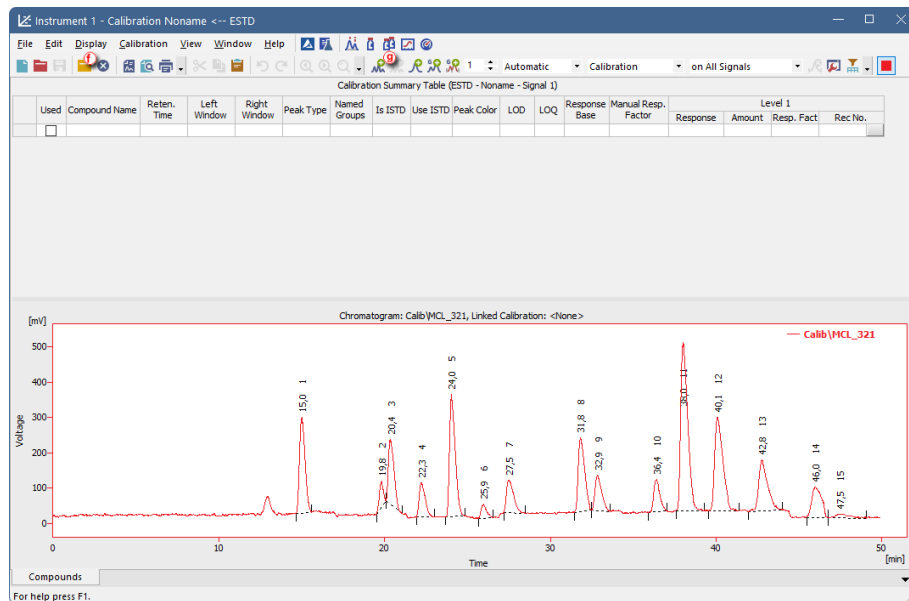 Instrument 1 - Calibration Noname <-- ESTD
File Edit Display Calibration View Window Help
f g 1 Automatic Calibration on All Signals
Calibration Summary Table (ESTD - Noname - Signal 1)
Used Compound Name Reten. Time Left Window Right Window Peak Type Named Groups Is ISTD Use ISTD Peak Color LOD LOQ Response Base Manual Resp. Factor Level 1
Response Amount Resp. Fact Rec No.
Chromatogram: Calib\MCL_321, Linked Calibration: <None>
[mV]
Calib\MCL_321
Voltage
500
400
300
200
100
0
15,0 1
19,8 2
20,4 3
22,3 4
24,0 5
25,9 6
27,5 7
31,8 8
32,9 9
36,4 10
38,0 11
40,1 12
42,8 13
46,0 14
47,5 15
0 10 20 30 40 50
Time
[min]
Compounds
For help press F1.